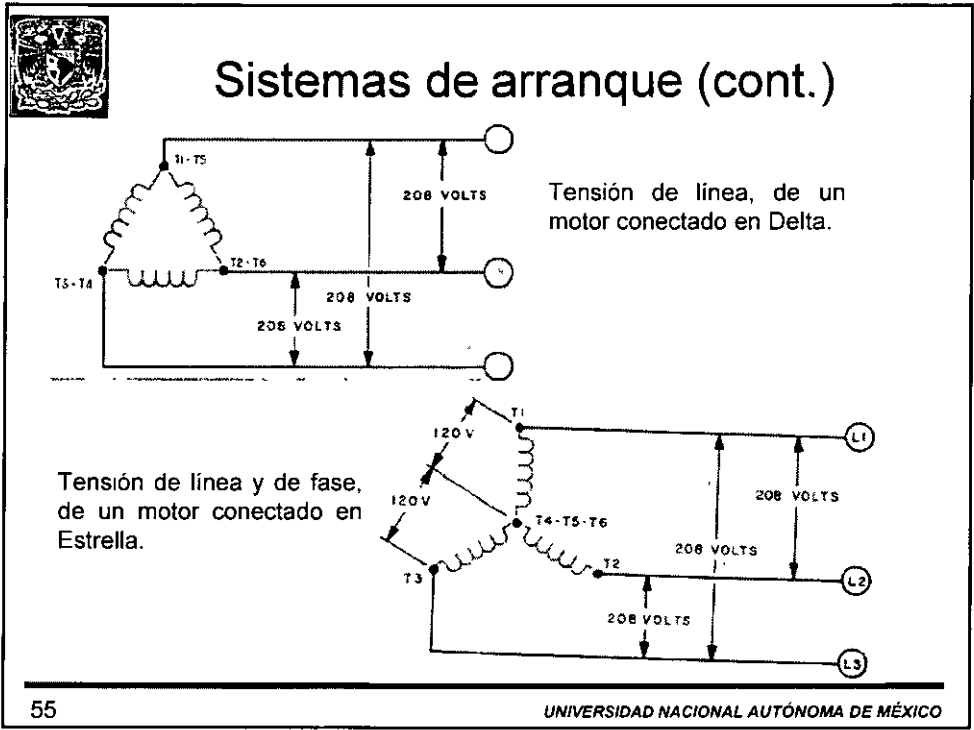 Sistemas de arranque (cont.)
T1-T5
208 VOLTS
Tensión de línea, de un
motor conectado en Delta.
T2-T6
T3-T4
208 VOLTS
208 VOLTS
T1
120 V
L1
Tensión de línea y de fase,
de un motor conectado en
Estrella.
120V
208 VOLTS
T4-T5-T6
208 VOLTS
T3
T2
L2
208 VOLTS
L3
55
UNIVERSIDAD NACIONAL AUTÓNOMA DE MÉXICO